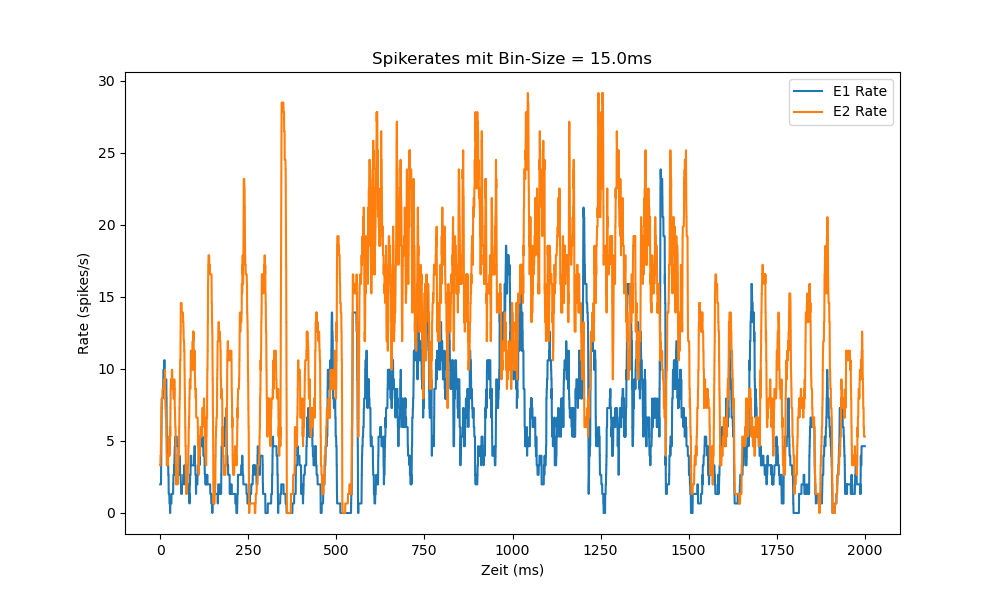 Spikerates mit Bin-Size = 15.0ms
E1 Rate
E2 Rate
30
25
20
15
10
5
0
Rate (spikes/s)
0 250 500 750 1000 1250 1500 1750 2000
Zeit (ms)